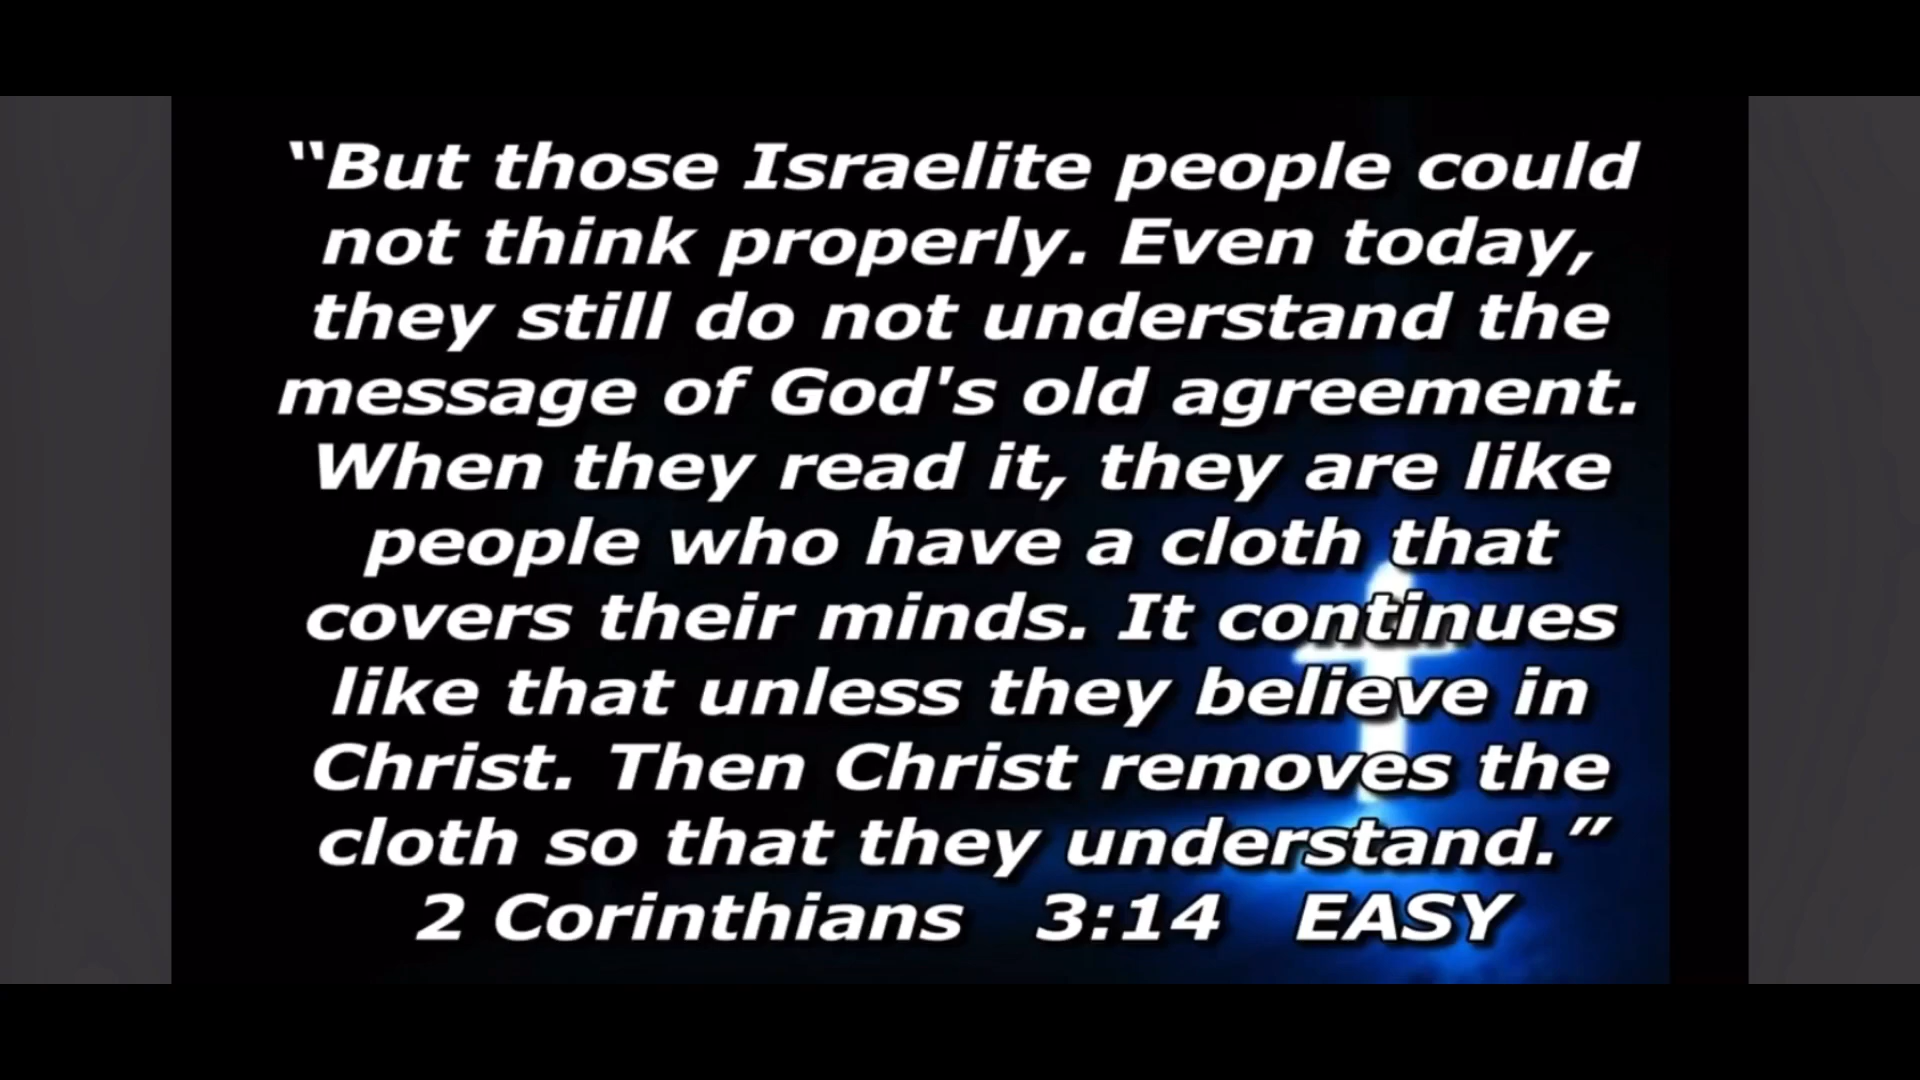 “But those Israelite people could
not think properly. Even today,
they still do not understand the
message of God's old agreement.
When they read it, they are like
people who have a cloth that
covers their minds. It continues
like that unless they believe in
Christ. Then Christ removes the
cloth so that they understand.”
2 Corinthians 3:14 EASY